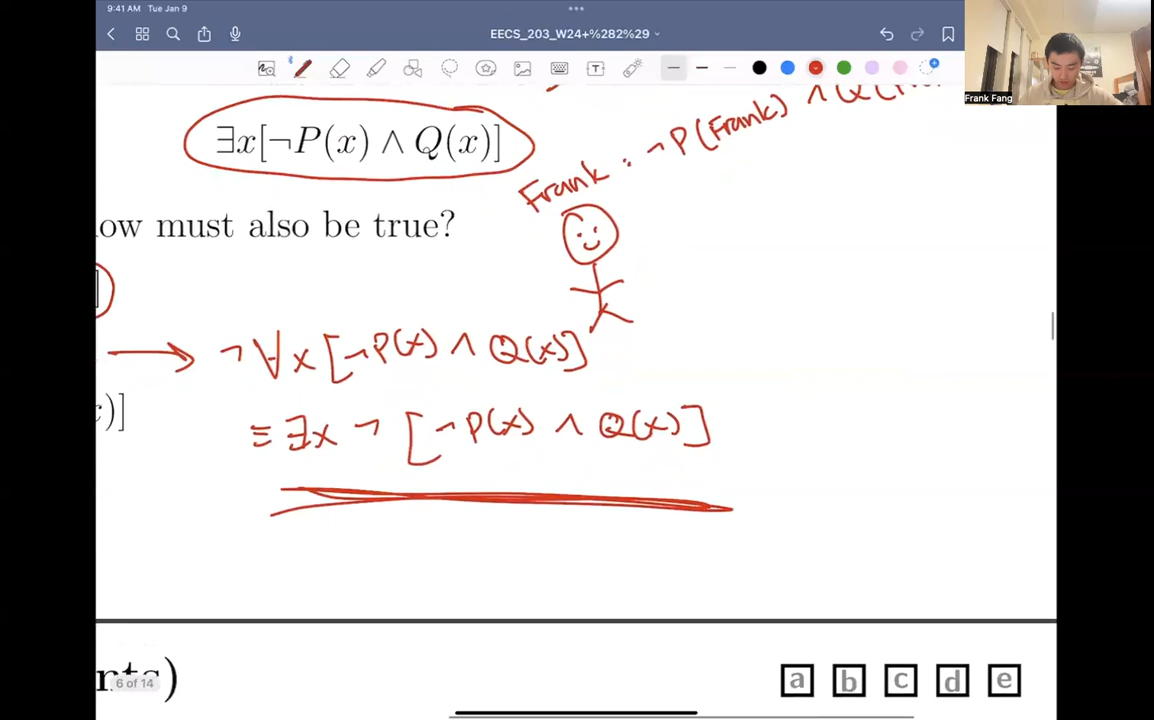 9:41 AM Tue Jan 9
EECS_203_W24+%282%29
Frank Fang
∃x[¬P(x) ∧ Q(x)]
Frank : ¬P(Frank) ∧ Q(
ow must also be true?
]
→ ¬∀x[¬P(x) ∧ Q(x)]
)]
≡ ∃x ¬ [¬P(x) ∧ Q(x)]
nts)
6 of 14
a b c d e